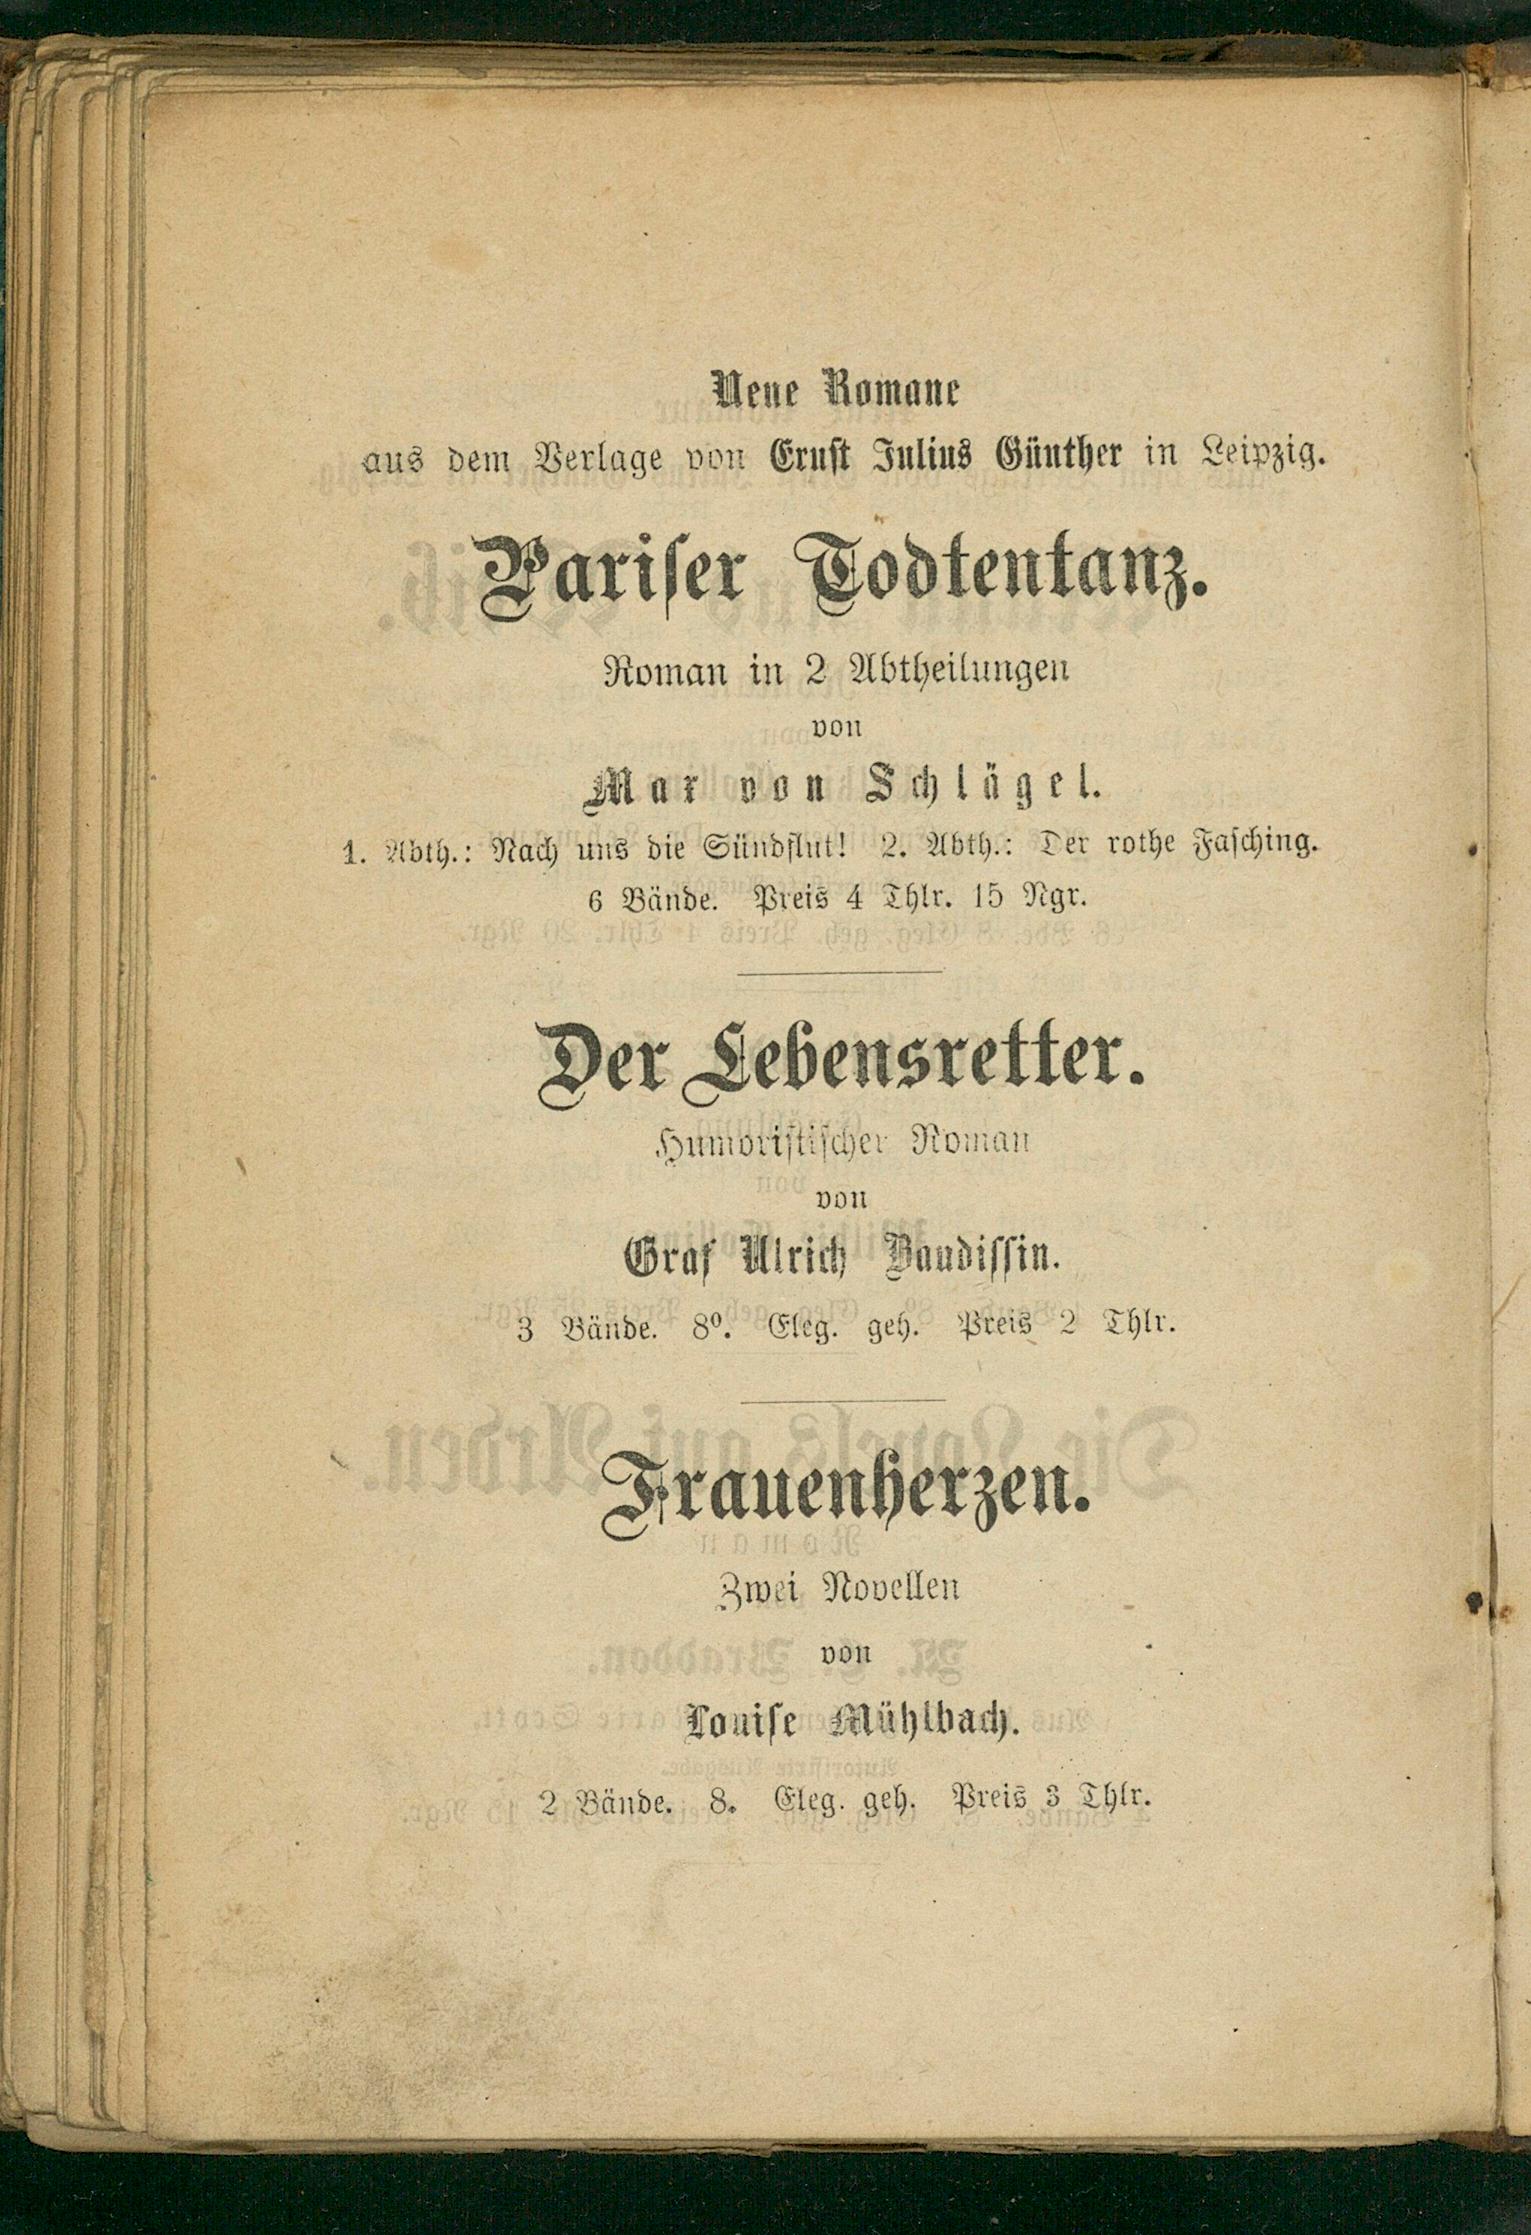 Neue Romane
aus dem Verlage von Ernst Julius Günther in Leipzig.
Pariser Todtentanz.
Roman in 2 Abtheilungen
von
Max von Schlägel.
1. Abth.: Nach uns die Sündflut! 2. Abth.: Der rothe Fasching.
6 Bände. Preis 4 Thlr. 15 Ngr.
Der Lebensretter.
Humoristischer Roman
von
Graf Ulrich Baudissin.
3 Bände. 8º. Eleg. geh. Preis 2 Thlr.
Frauenherzen.
Zwei Novellen
von
Louise Mühlbach.
2 Bände. 8. Eleg. geh. Preis 3 Thlr.